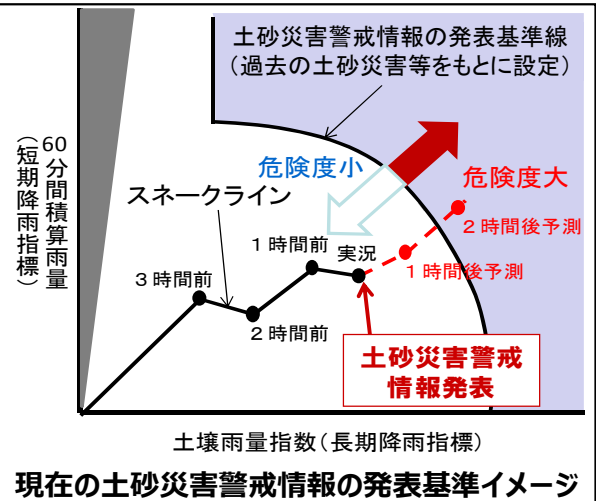 土砂災害警戒情報の発表基準線
（過去の土砂災害等をもとに設定）
60分間積算雨量
（短期降雨指標）
危険度小
危険度大
スネークライン
2時間後予測
1時間前
実況
1時間後予測
3時間前
2時間前
土砂災害警戒
情報発表
土壌雨量指数（長期降雨指標）
現在の土砂災害警戒情報の発表基準イメージ